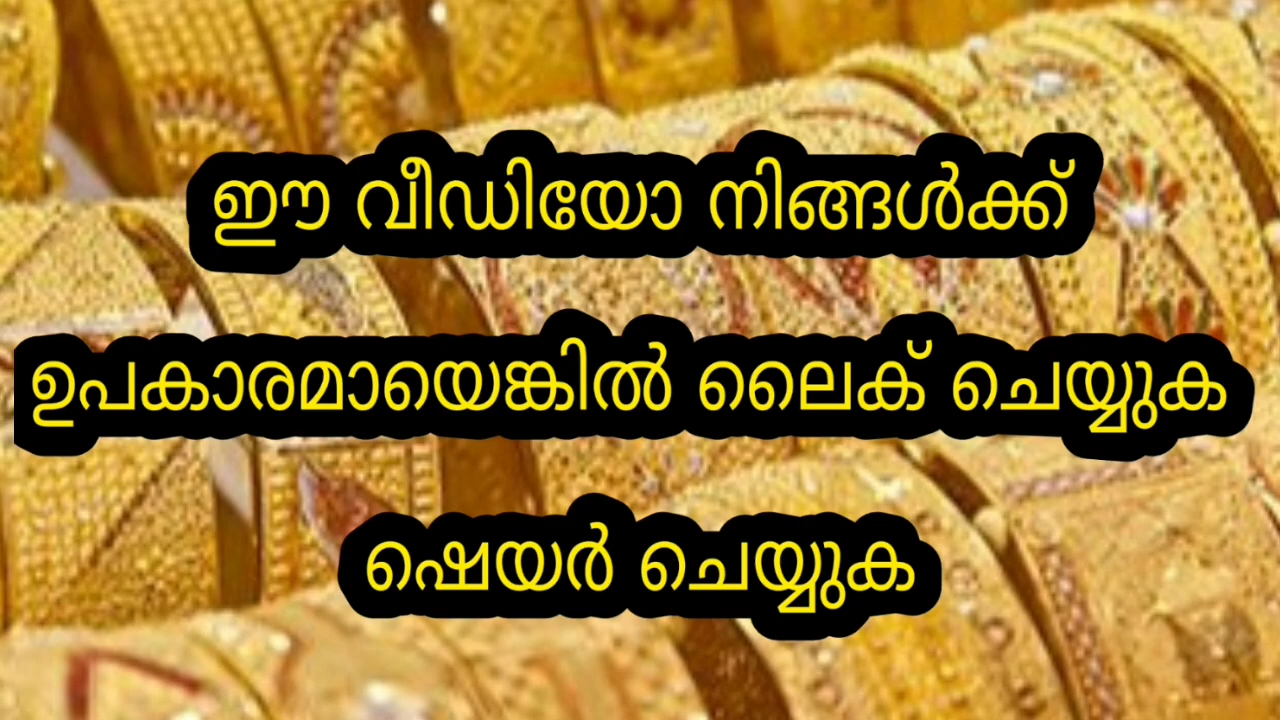 ഈ വീഡിയോ നിങ്ങൾക്ക്
ഉപകാരമായെങ്കിൽ ലൈക് ചെയ്യുക
ഷെയർ ചെയ്യുക